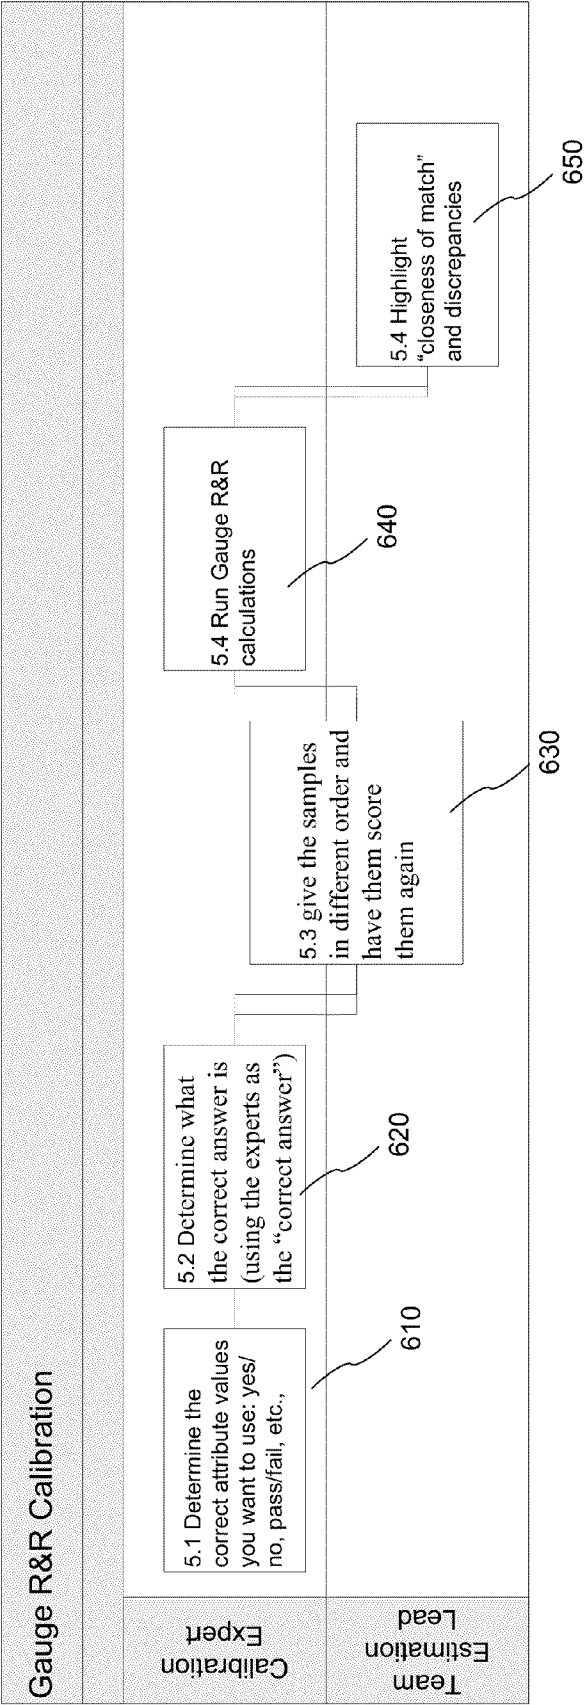 Gauge R&R Calibration
Calibration
Expert
Team
Estimation
Lead
5.1 Determine the
correct attribute values
you want to use: yes/
no, pass/fail, etc.,
610
5.2 Determine what
the correct answer is
(using the experts as
the “correct answer”)
620
5.3 give the samples
in different order and
have them score
them again
630
5.4 Run Gauge R&R
calculations
640
5.4 Highlight
“closeness of match”
and discrepancies
650